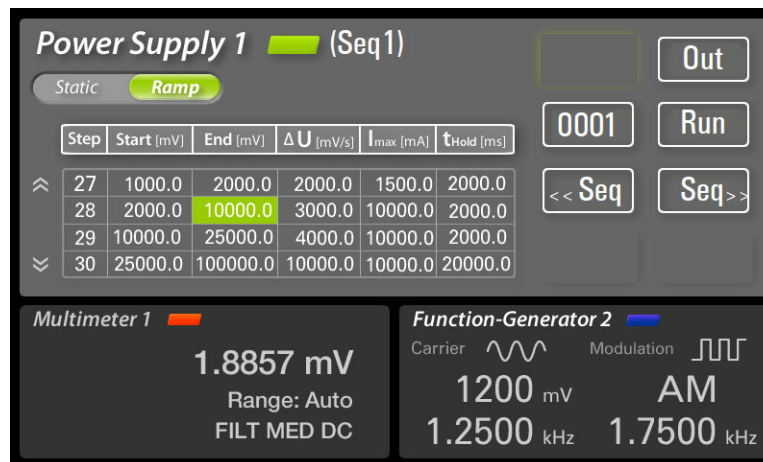 Power Supply 1 (Seq1)
Static Ramp
Step Start [mV] End [mV] ΔU [mV/s] Imax [mA] tHold [ms]
27 1000.0 2000.0 2000.0 1500.0 2000.0
28 2000.0 10000.0 3000.0 10000.0 2000.0
29 10000.0 25000.0 4000.0 10000.0 2000.0
30 25000.0 100000.0 10000.0 10000.0 20000.0
Out
0001 Run
<< Seq Seq>>
Multimeter 1
1.8857 mV
Range: Auto
FILT MED DC
Function-Generator 2
Carrier Modulation
1200 mV AM
1.2500 kHz 1.7500 kHz